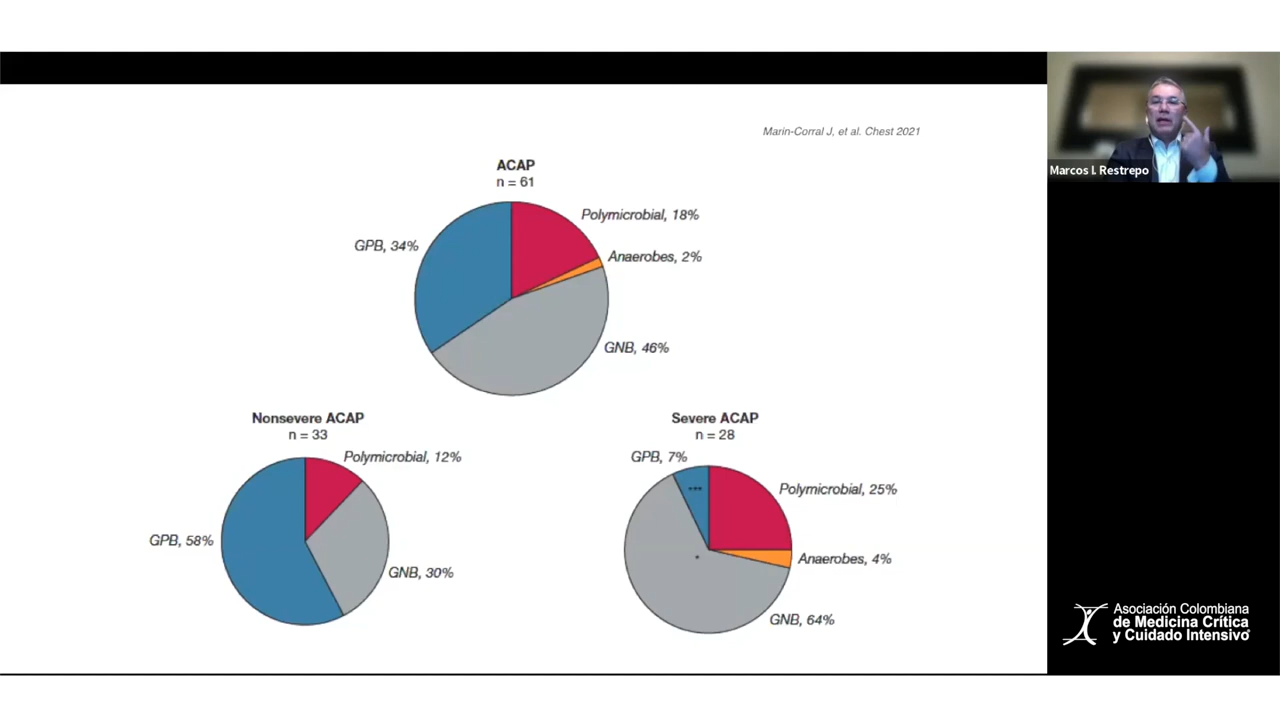 Marin-Corral J, et al. Chest 2021
ACAP
n = 61
Polymicrobial, 18%
GPB, 34%
Anaerobes, 2%
GNB, 46%
Nonsevere ACAP
n = 33
Polymicrobial, 12%
GPB, 58%
GNB, 30%
Severe ACAP
n = 28
GPB, 7%
***
Polymicrobial, 25%
*
Anaerobes, 4%
GNB, 64%
Marcos I. Restrepo
Asociación Colombiana
de Medicina Crítica
y Cuidado Intensivo